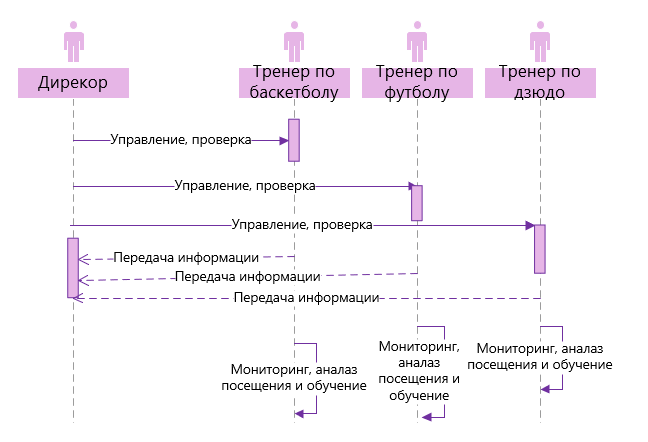 Дирекор
Тренер по
баскетболу
Тренер по
футболу
Тренер по
дзюдо
Управление, проверка
Управление, проверка
Управление, проверка
Передача информации
Передача информации
Передача информации
Мониторинг, аналаз
посещения и обучение
Мониторинг,
аналаз
посещения и
обучение
Мониторинг, аналаз
посещения и обучение